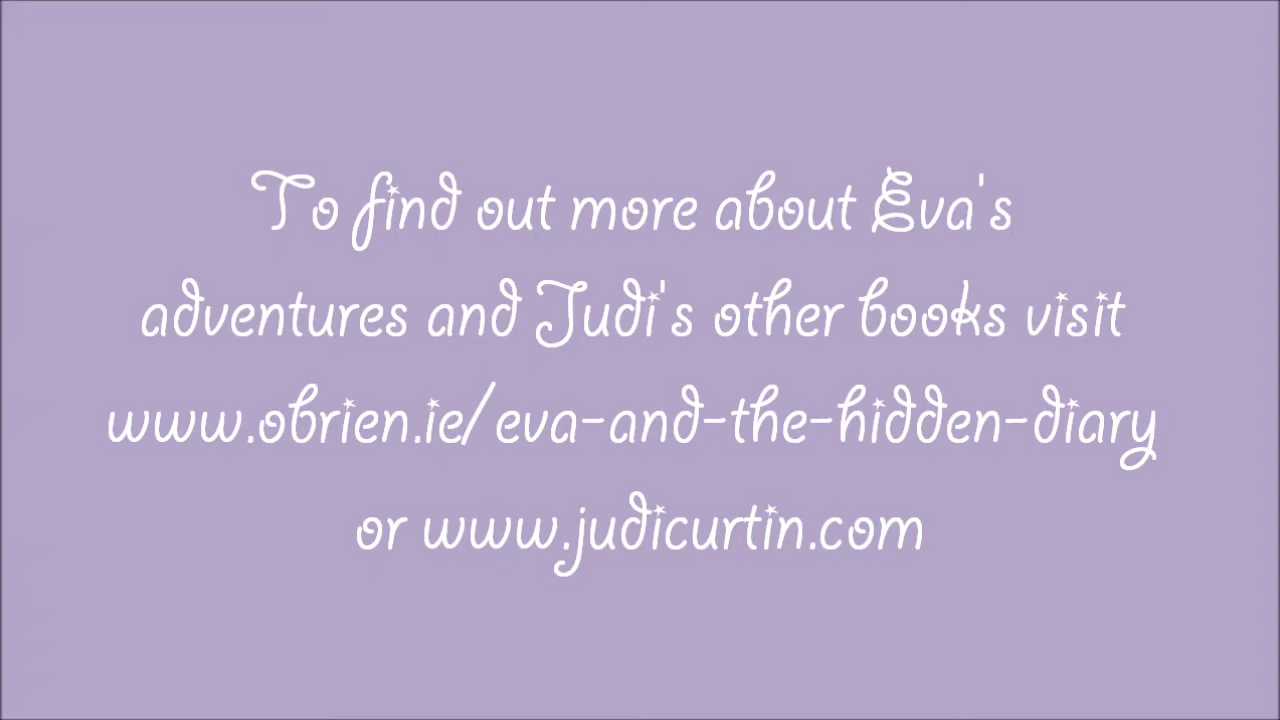 To find out more about Eva's
adventures and Judi's other books visit
www.obrien.ie/eva-and-the-hidden-diary
or www.judicurtin.com